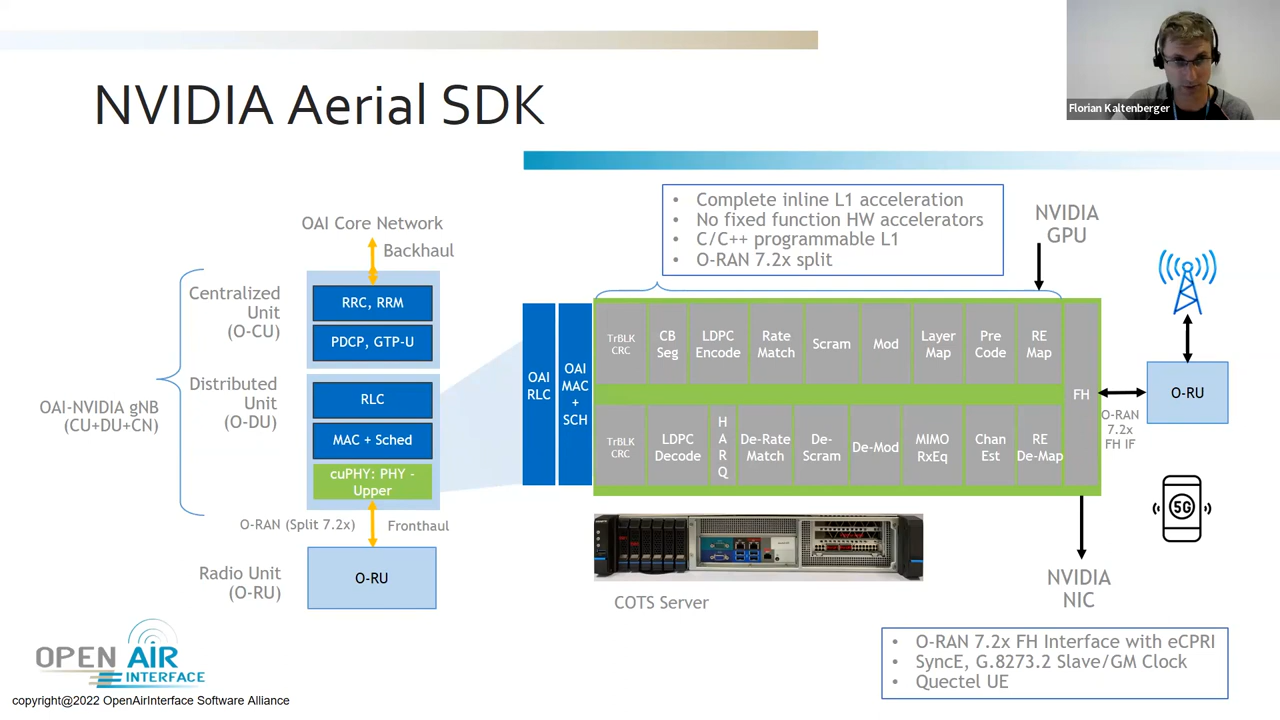 Florian Kaltenberger
NVIDIA Aerial SDK
• Complete inline L1 acceleration
• No fixed function HW accelerators
• C/C++ programmable L1
• O-RAN 7.2x split
NVIDIA
GPU
OAI Core Network
Backhaul
Centralized
Unit
(O-CU)
RRC, RRM
PDCP, GTP-U
Distributed
Unit
(O-DU)
RLC
MAC + Sched
cuPHY: PHY -
Upper
OAI-NVIDIA gNB
(CU+DU+CN)
O-RAN (Split 7.2x)
Fronthaul
Radio Unit
(O-RU)
O-RU
OAI
RLC
OAI
MAC
+
SCH
TrBLK
CRC
CB
Seg
LDPC
Encode
Rate
Match
Scram
Mod
Layer
Map
Pre
Code
RE
Map
FH
TrBLK
CRC
LDPC
Decode
H
A
R
Q
De-Rate
Match
De-
Scram
De-Mod
MIMO
RxEq
Chan
Est
RE
De-Map
O-RAN
7.2x
FH IF
O-RU
5G
COTS Server
NVIDIA
NIC
• O-RAN 7.2x FH Interface with eCPRI
• SyncE, G.8273.2 Slave/GM Clock
• Quectel UE
OPEN AIR
INTERFACE
copyright@2022 OpenAirInterface Software Alliance